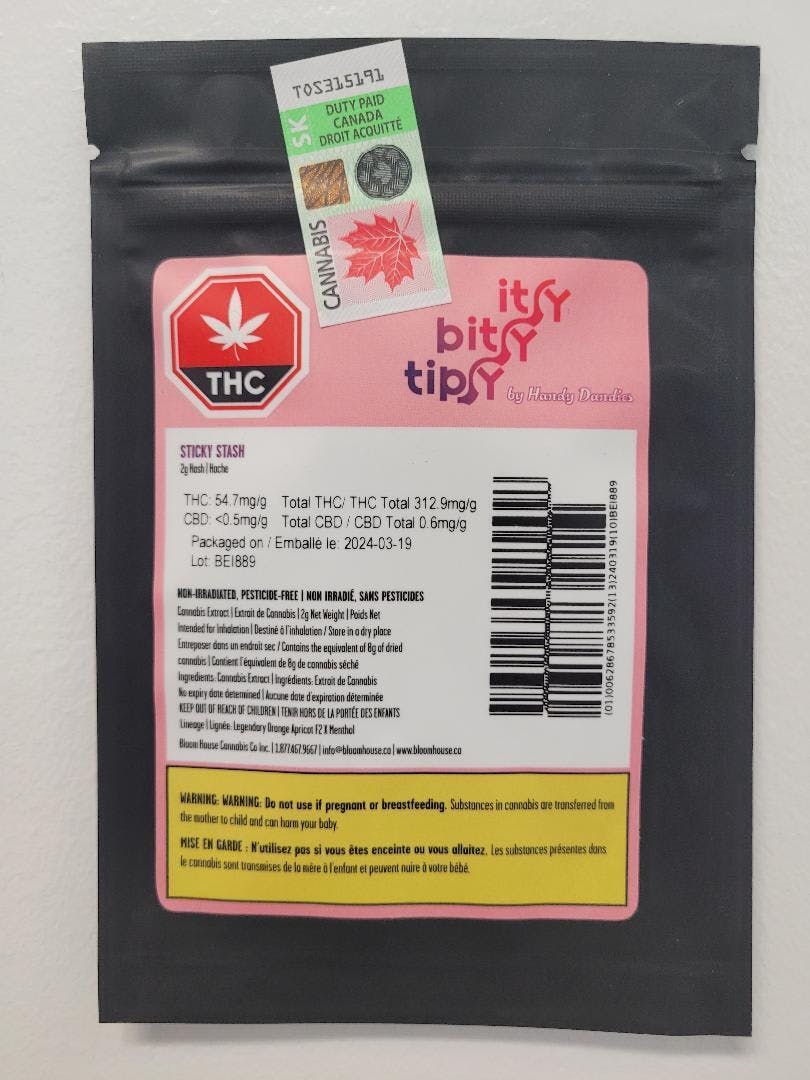 TOS315191
SK
DUTY PAID
CANADA
DROIT ACQUITTÉ
CANNABIS
THC
itsy
bitsy
tipsy by Handy Dandies
STICKY STASH
2g Hash | Hache
THC: 54.7mg/g Total THC/ THC Total 312.9mg/g
CBD: <0.5mg/g Total CBD / CBD Total 0.6mg/g
Packaged on / Emballé le: 2024-03-19
Lot: BEI889
NON-IRRADIATED, PESTICIDE-FREE | NON IRRADIÉ, SANS PESTICIDES
Cannabis Extract | Extrait de Cannabis | 2g Net Weight | Poids Net
Intended for Inhalation | Destiné à l'inhalation / Store in a dry place
Entreposer dans un endroit sec / Contains the equivalent of 8g of dried
cannabis | Contient l'équivalent de 8g de cannabis séché
Ingredients: Cannabis Extract | Ingrédients: Extrait de Cannabis
No expiry date determined | Aucune date d'expiration déterminée
KEEP OUT OF REACH OF CHILDREN | TENIR HORS DE LA PORTÉE DES ENFANTS
Lineage | Lignée: Legendary Orange Apricot F2 X Menthol
Bloom House Cannabis Co Inc. | 1.877.467.9667 | info@bloomhouse.ca | www.bloomhouse.ca
(01)00628678533592(13)240319(10)BEI889
WARNING: WARNING: Do not use if pregnant or breastfeeding. Substances in cannabis are transferred from
the mother to child and can harm your baby.
MISE EN GARDE : N'utilisez pas si vous êtes enceinte ou vous allaitez. Les substances présentes dans
le cannabis sont transmises de la mère à l'enfant et peuvent nuire à votre bébé.